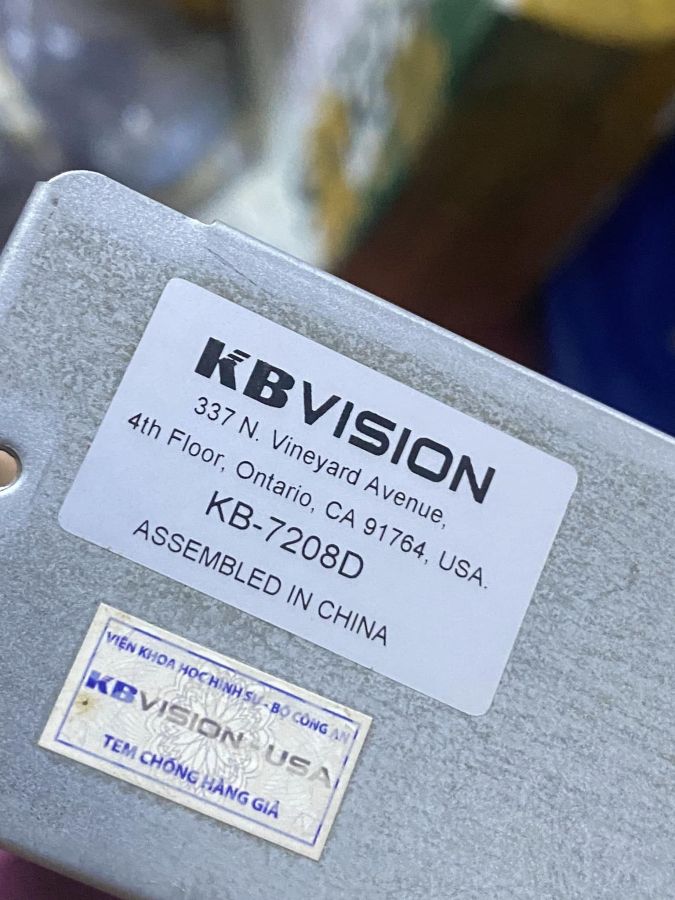 KBVISION
337 N. Vineyard Avenue,
4th Floor, Ontario, CA 91764, USA.
KB-7208D
ASSEMBLED IN CHINA
VIỆN KHOA HỌC HÌNH SỰ - BỘ CÔNG AN
KBVISION - USA
TEM CHỐNG HÀNG GIẢ